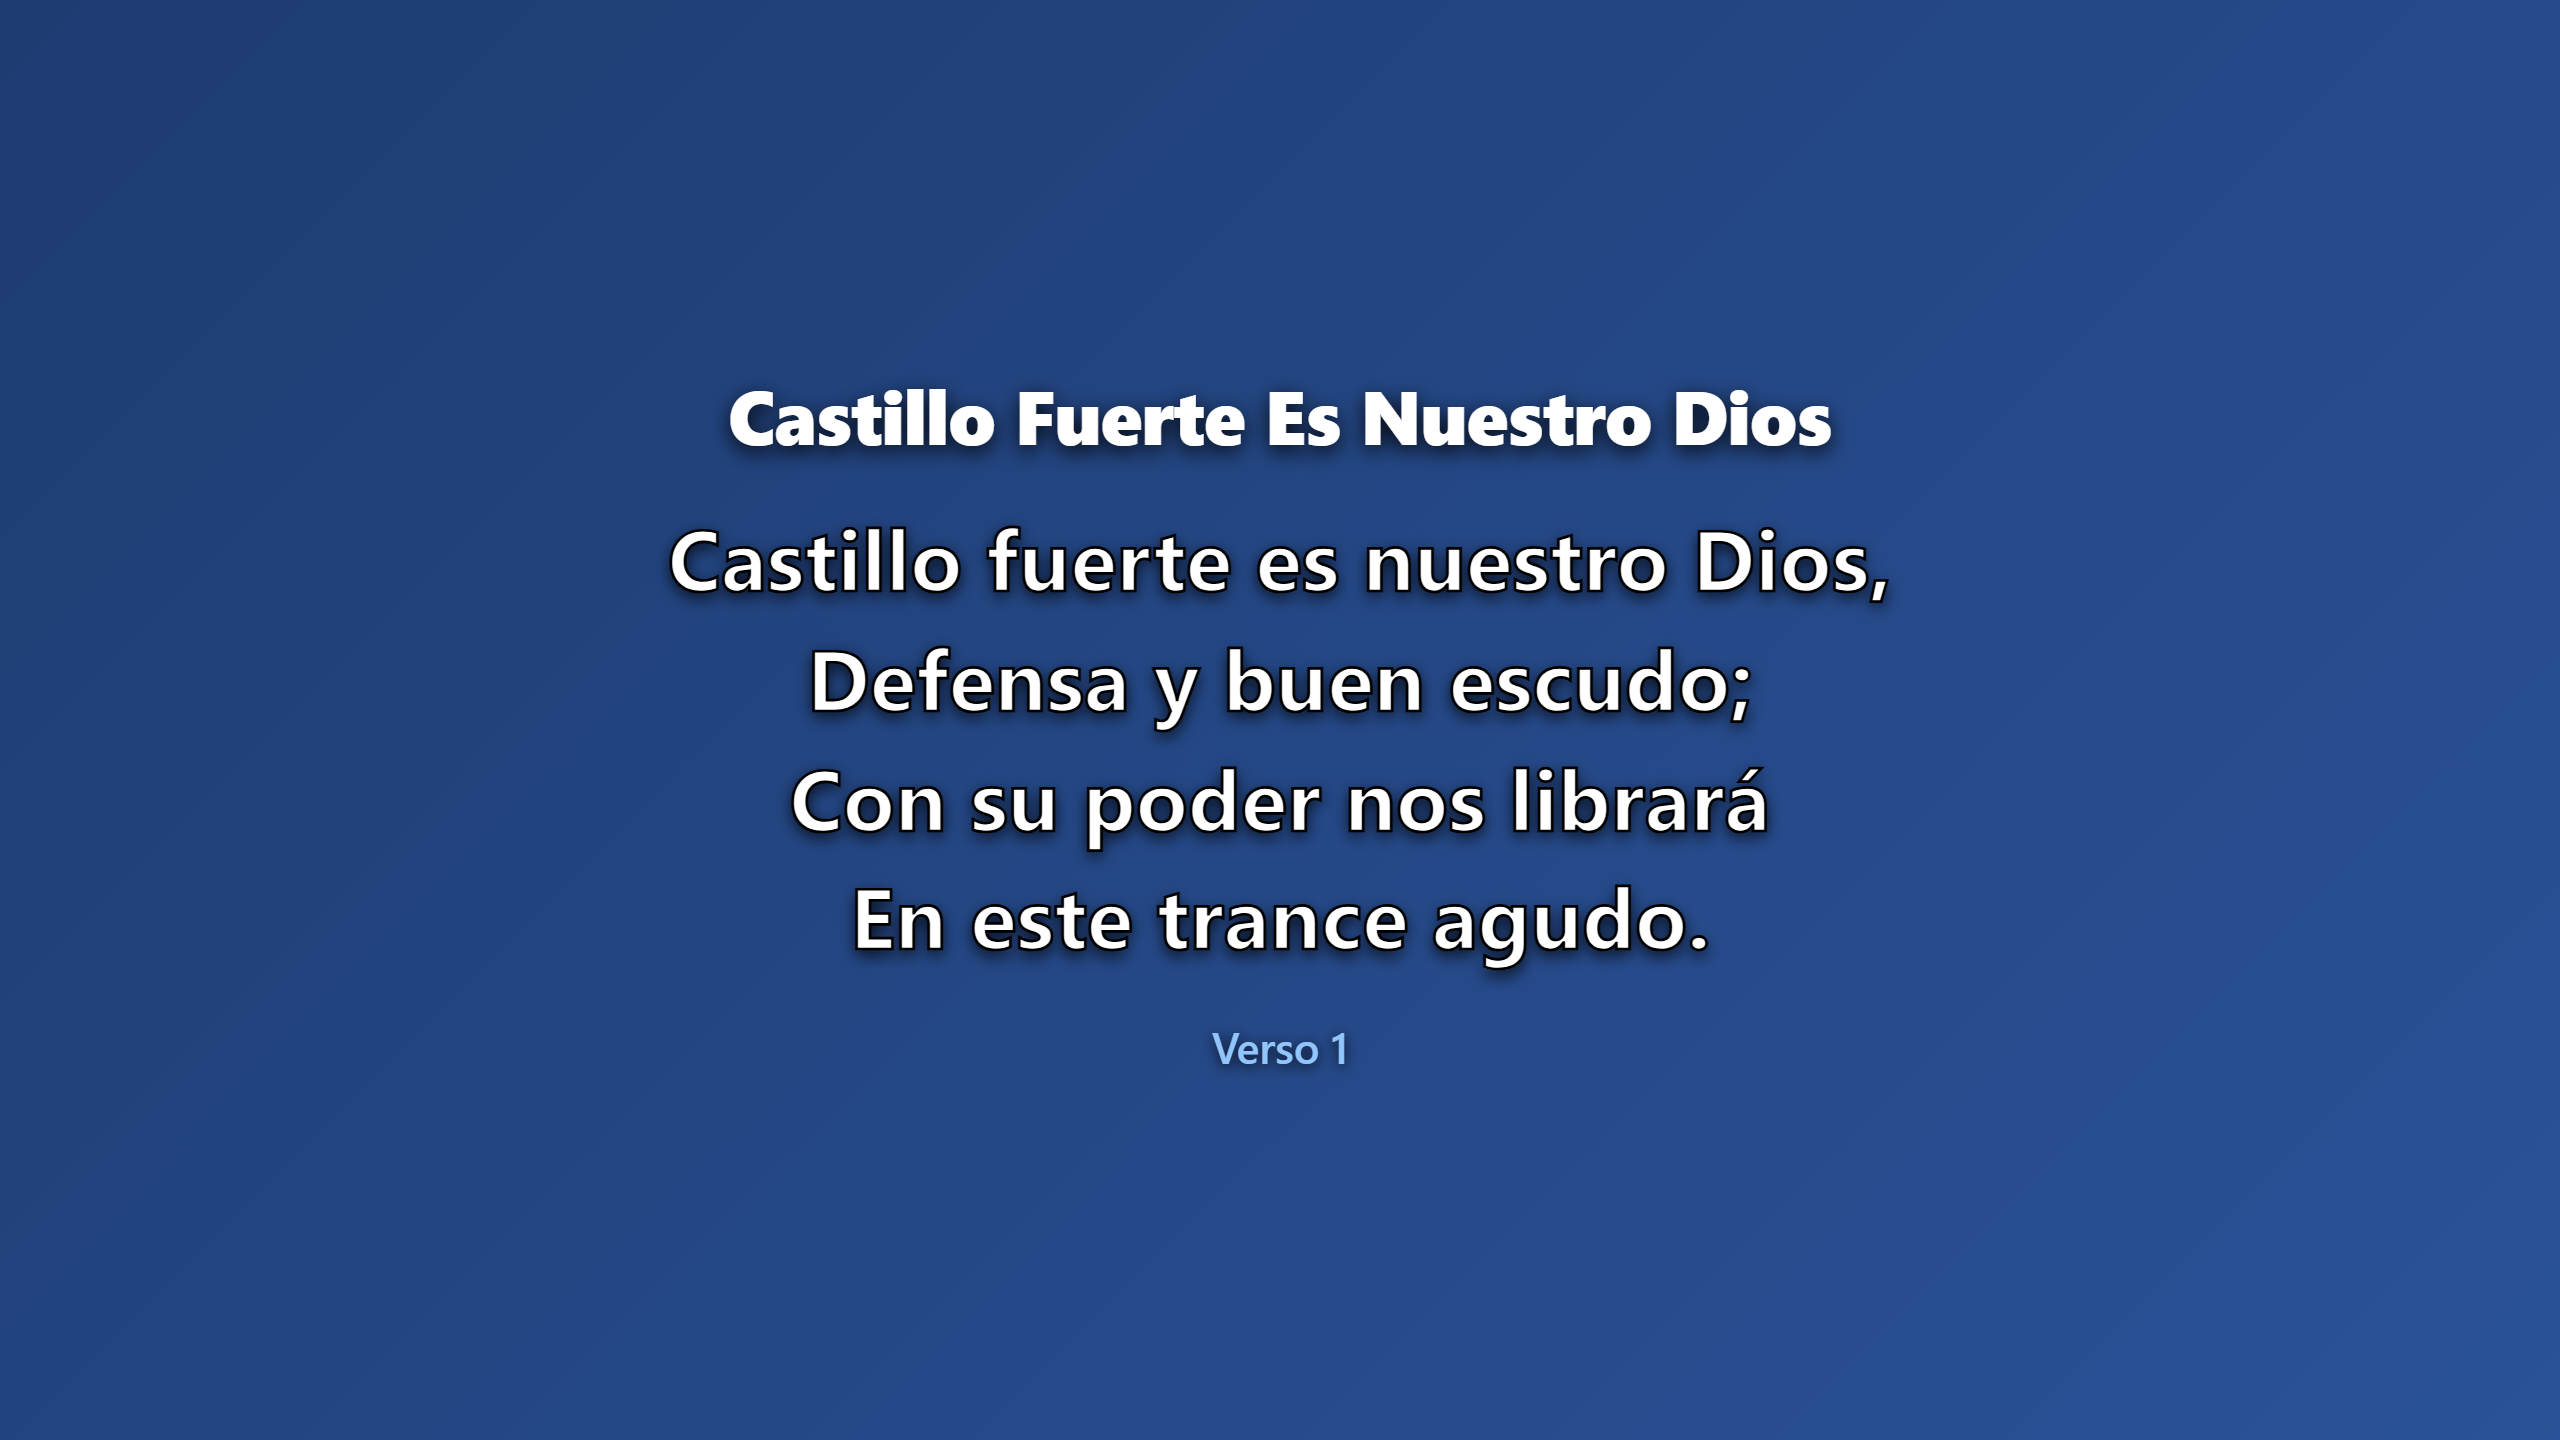 Castillo Fuerte Es Nuestro Dios
Castillo fuerte es nuestro Dios,
Defensa y buen escudo;
Con su poder nos librará
En este trance agudo.
Verso 1